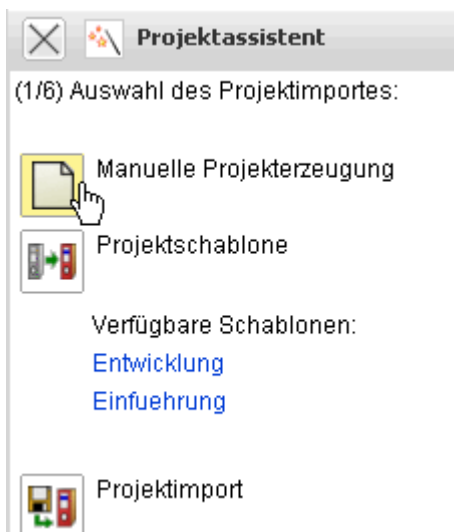 Projektassistent
(1/6) Auswahl des Projektimportes:
Manuelle Projekterzeugung
Projektschablone
Verfügbare Schablonen:
Entwicklung
Einfuehrung
Projektimport